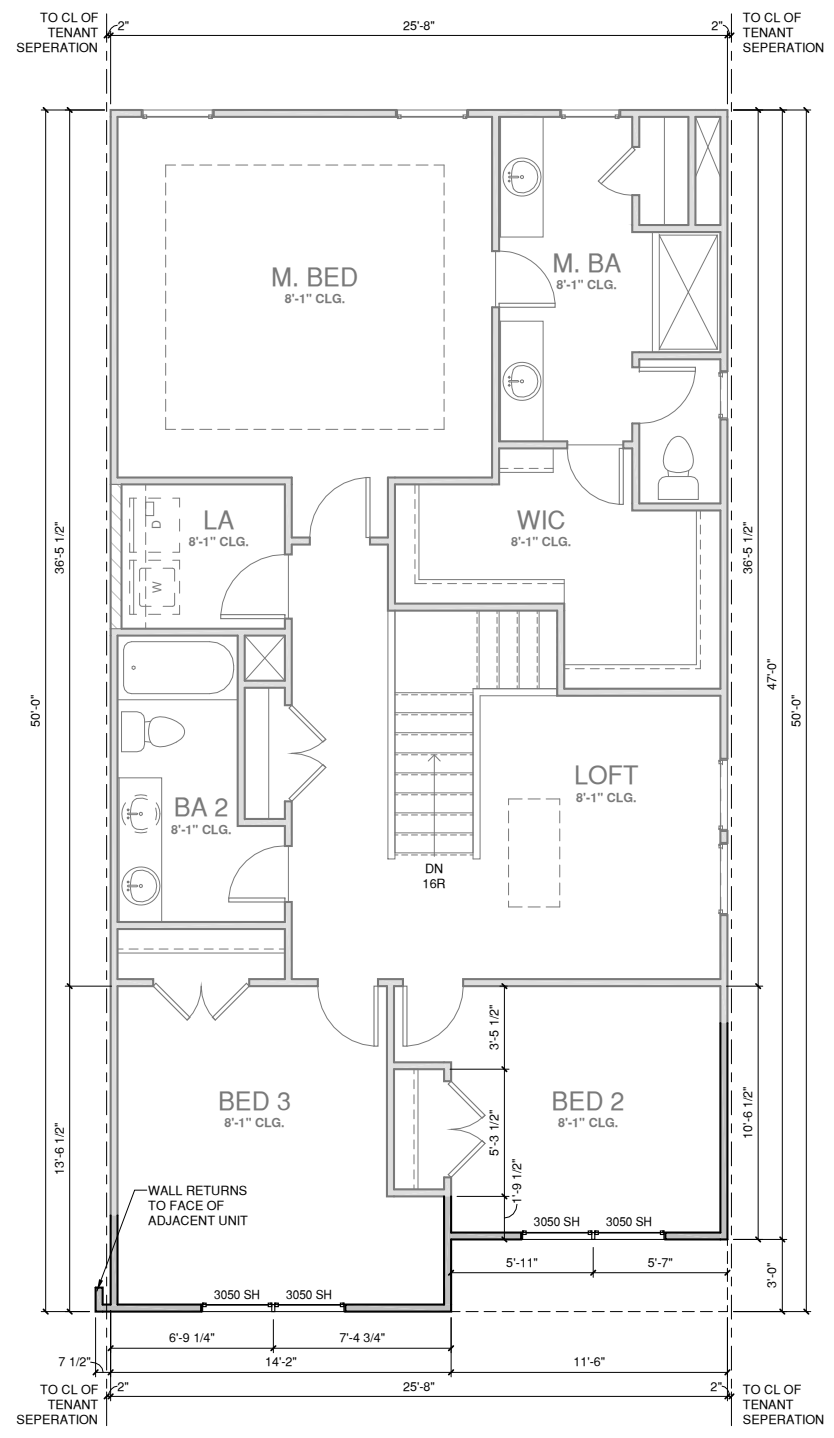 TO CL OF
TENANT
SEPERATION
2"
25'-8"
2"
TO CL OF
TENANT
SEPERATION
M. BED
8'-1" CLG.
M. BA
8'-1" CLG.
LA
8'-1" CLG.
D
W
WIC
8'-1" CLG.
36'-5 1/2"
36'-5 1/2"
50'-0"
47'-0"
50'-0"
LOFT
8'-1" CLG.
BA 2
8'-1" CLG.
DN
16R
3'-5 1/2"
BED 3
8'-1" CLG.
BED 2
8'-1" CLG.
5'-3 1/2"
1'-9 1/2"
13'-6 1/2"
10'-6 1/2"
WALL RETURNS
TO FACE OF
ADJACENT UNIT
3050 SH
3050 SH
5'-11"
5'-7"
3'-0"
3050 SH
3050 SH
6'-9 1/4"
7'-4 3/4"
7 1/2"
14'-2"
11'-6"
TO CL OF
TENANT
SEPERATION
2"
25'-8"
2"
TO CL OF
TENANT
SEPERATION